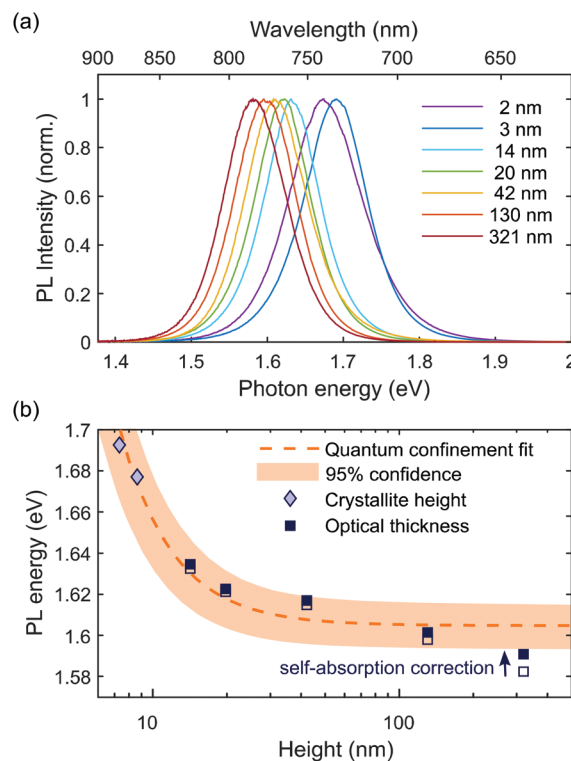 (a)
Wavelength (nm)
900 850 800 750 700 650
PL Intensity (norm.)
1
0.8
0.6
0.4
0.2
0
2 nm
3 nm
14 nm
20 nm
42 nm
130 nm
321 nm
1.4 1.5 1.6 1.7 1.8 1.9 2
Photon energy (eV)
(b)
PL energy (eV)
1.7
1.68
1.66
1.64
1.62
1.6
1.58
Quantum confinement fit
95% confidence
Crystallite height
Optical thickness
self-absorption correction
10 100
Height (nm)